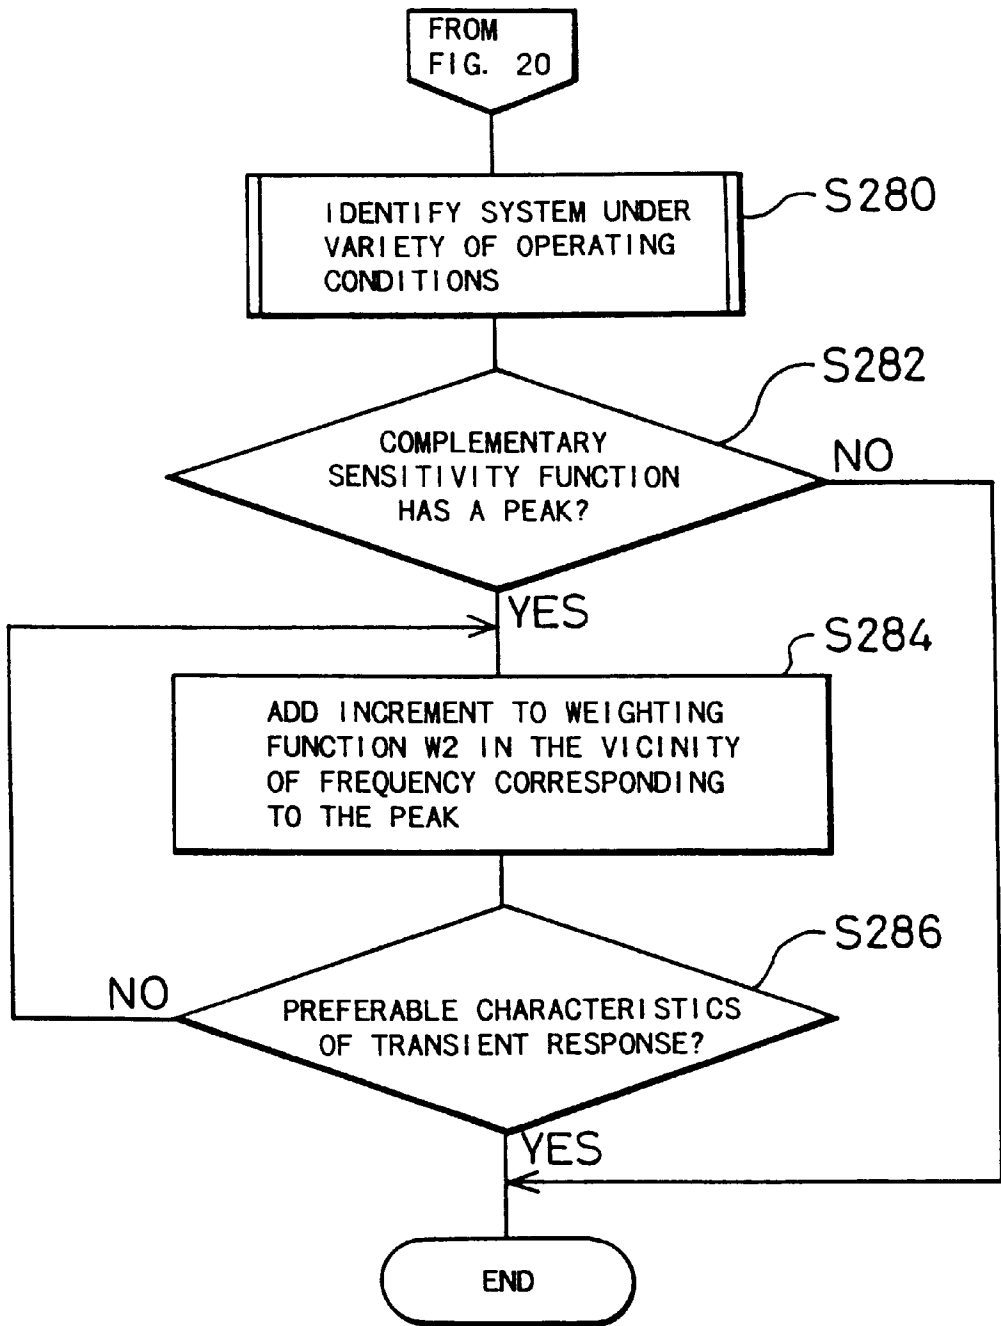 FROM
FIG. 20
S280
IDENTIFY SYSTEM UNDER
VARIETY OF OPERATING
CONDITIONS
S282
COMPLEMENTARY
SENSITIVITY FUNCTION
HAS A PEAK?
NO
YES
S284
ADD INCREMENT TO WEIGHTING
FUNCTION W2 IN THE VICINITY
OF FREQUENCY CORRESPONDING
TO THE PEAK
S286
NO
PREFERABLE CHARACTERISTICS
OF TRANSIENT RESPONSE?
YES
END